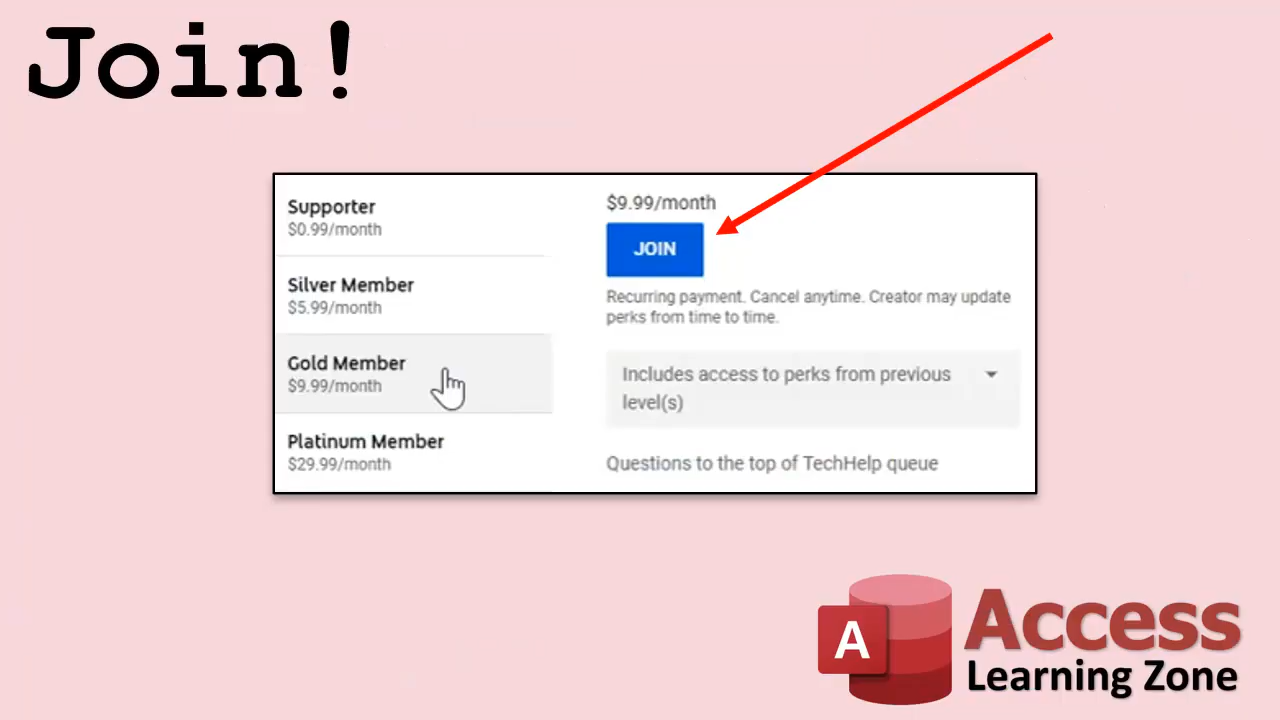 Join!
Supporter
$0.99/month
Silver Member
$5.99/month
Gold Member
$9.99/month
Platinum Member
$29.99/month
$9.99/month
JOIN
Recurring payment. Cancel anytime. Creator may update
perks from time to time.
Includes access to perks from previous
level(s)
Questions to the top of TechHelp queue
A
Access
Learning Zone